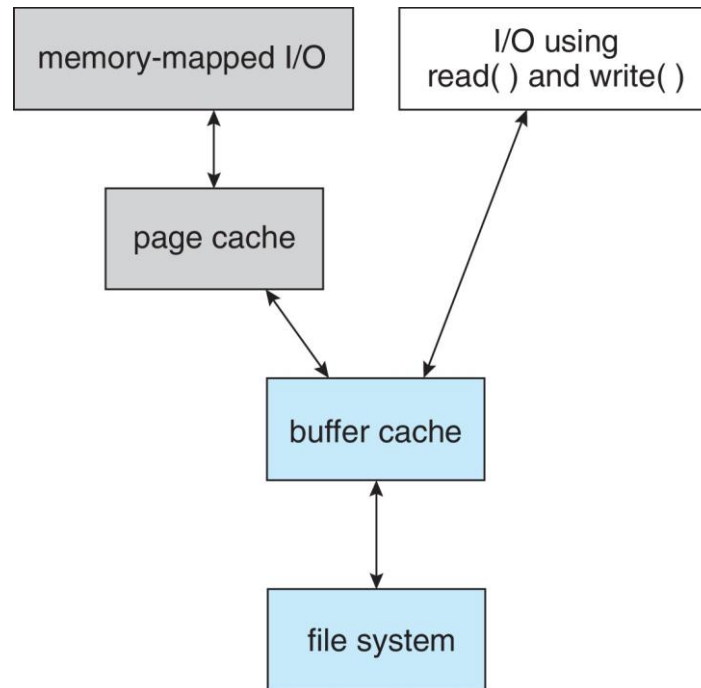 memory-mapped I/O
I/O using
read( ) and write( )
page cache
buffer cache
file system